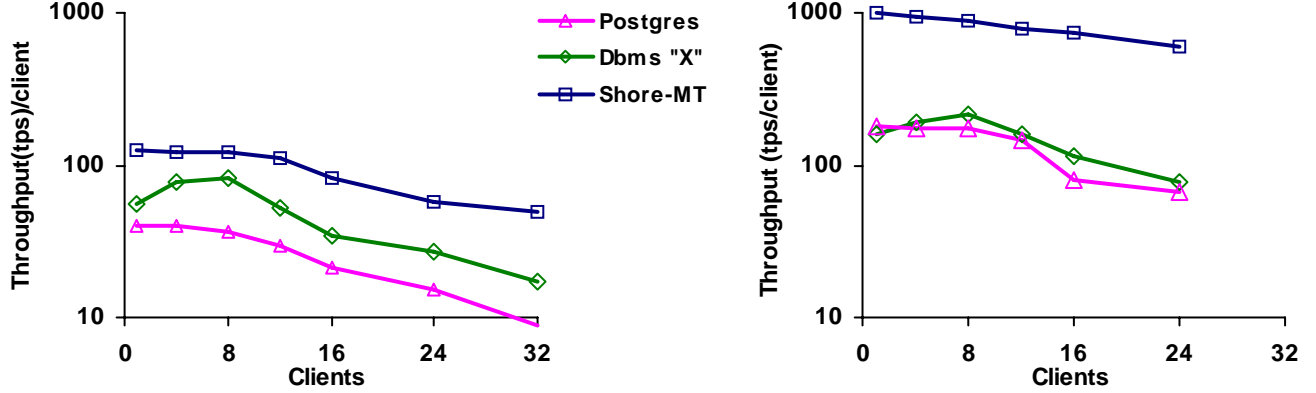 1000
100
10
Throughput(tps)/client
0 8 16 24 32
Clients
Postgres
Dbms "X"
Shore-MT
1000
100
10
Throughput (tps/client)
0 8 16 24 32
Clients